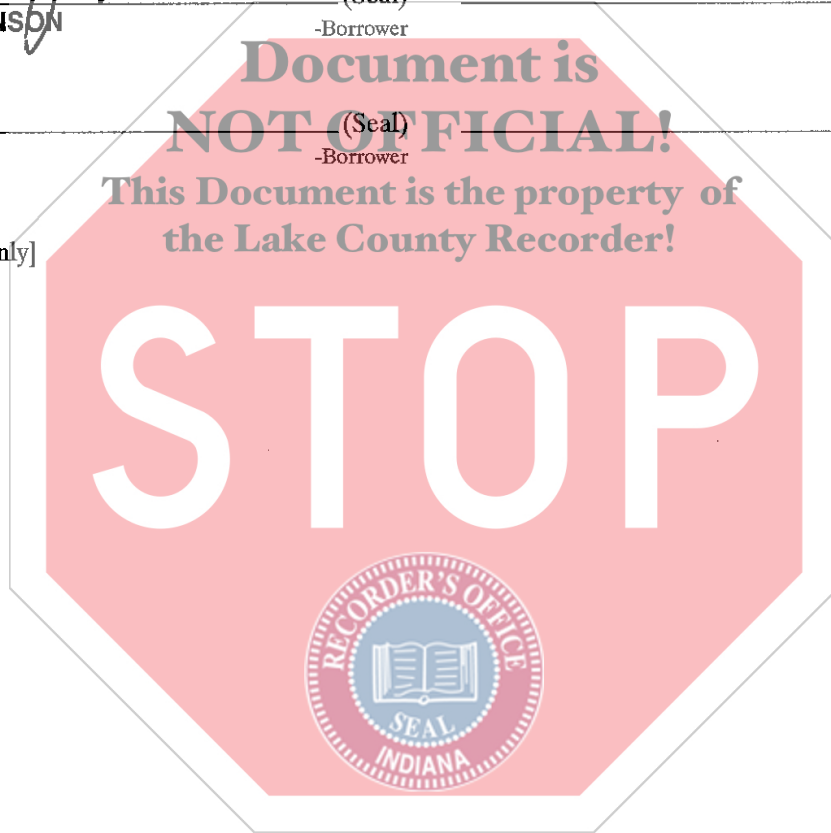 (Seal)
NSON
-Borrower
Document is
NOT OFFICIAL!
(Seal)
-Borrower
This Document is the property of
the Lake County Recorder!
nly]
STOP
RECORDER'S OFFICE
SEAL
INDIANA